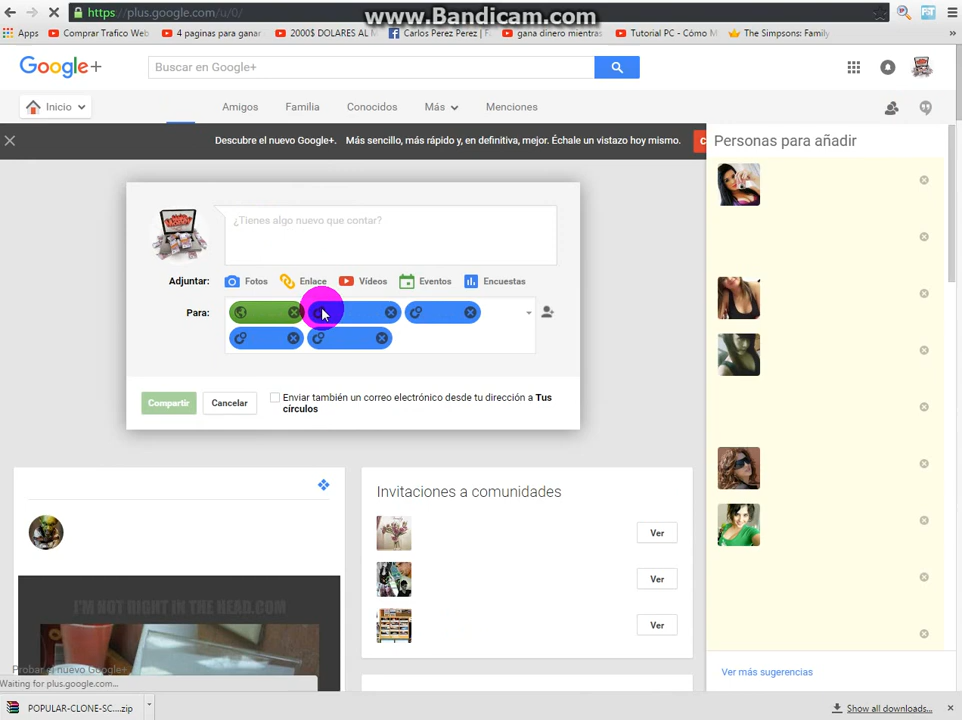 www.Bandicam.com
https://plus.google.com/u/0/
Apps
Comprar Trafico Web
4 paginas para ganar
2000$ DOLARES AL M
Carlos Perez Perez | F
gana dinero mientras
Tutorial PC - Cómo M
The Simpsons: Family
»
Google+
Buscar en Google+
Inicio
Amigos
Familia
Conocidos
Más
Menciones
Descubre el nuevo Google+. Más sencillo, más rápido y, en definitiva, mejor. Échale un vistazo hoy mismo.
Personas para añadir
¿Tienes algo nuevo que contar?
Adjuntar:
Fotos
Enlace
Vídeos
Eventos
Encuestas
Para:
Compartir
Cancelar
Enviar también un correo electrónico desde tu dirección a Tus
círculos
Invitaciones a comunidades
Ver
Ver
Ver
I'M NOT RIGHT IN THE HEAD.COM
Probar el nuevo Google+
Waiting for plus.google.com...
Ver más sugerencias
POPULAR-CLONE-SC....zip
Show all downloads...